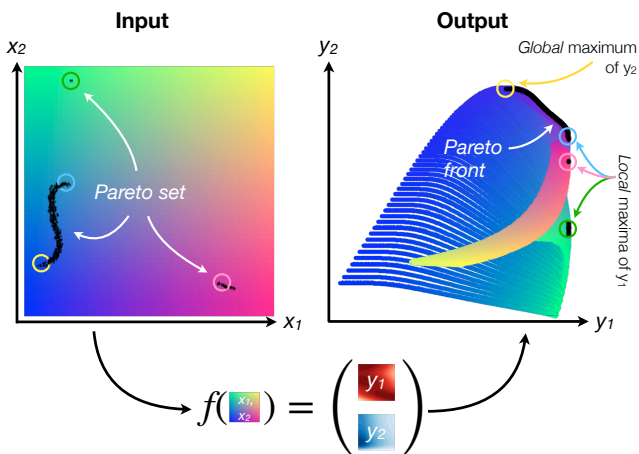 Input
Output
x2
y2
Global maximum
of y2
Pareto
front
Pareto set
Local maxima of y1
x1
y1
f( x1, x2 ) = ( y1
y2 )